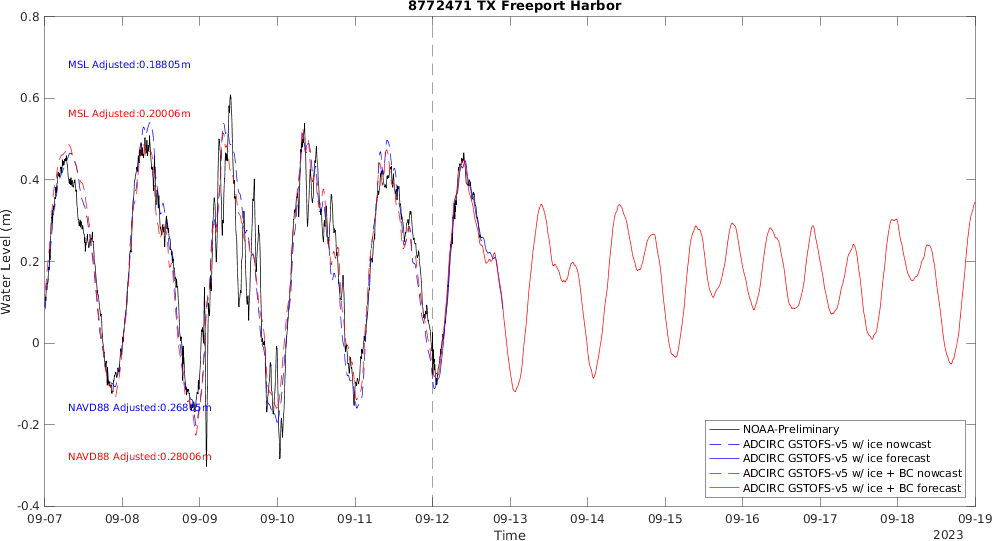 8772471 TX Freeport Harbor
0.8
0.6
0.4
0.2
0
-0.2
-0.4
Water Level (m)
MSL Adjusted:0.18805m
MSL Adjusted:0.20006m
NAVD88 Adjusted:0.26805m
NAVD88 Adjusted:0.28006m
NOAA-Preliminary
ADCIRC GSTOFS-v5 w/ ice nowcast
ADCIRC GSTOFS-v5 w/ ice forecast
ADCIRC GSTOFS-v5 w/ ice + BC nowcast
ADCIRC GSTOFS-v5 w/ ice + BC forecast
09-07 09-08 09-09 09-10 09-11 09-12 09-13 09-14 09-15 09-16 09-17 09-18 09-19
Time
2023